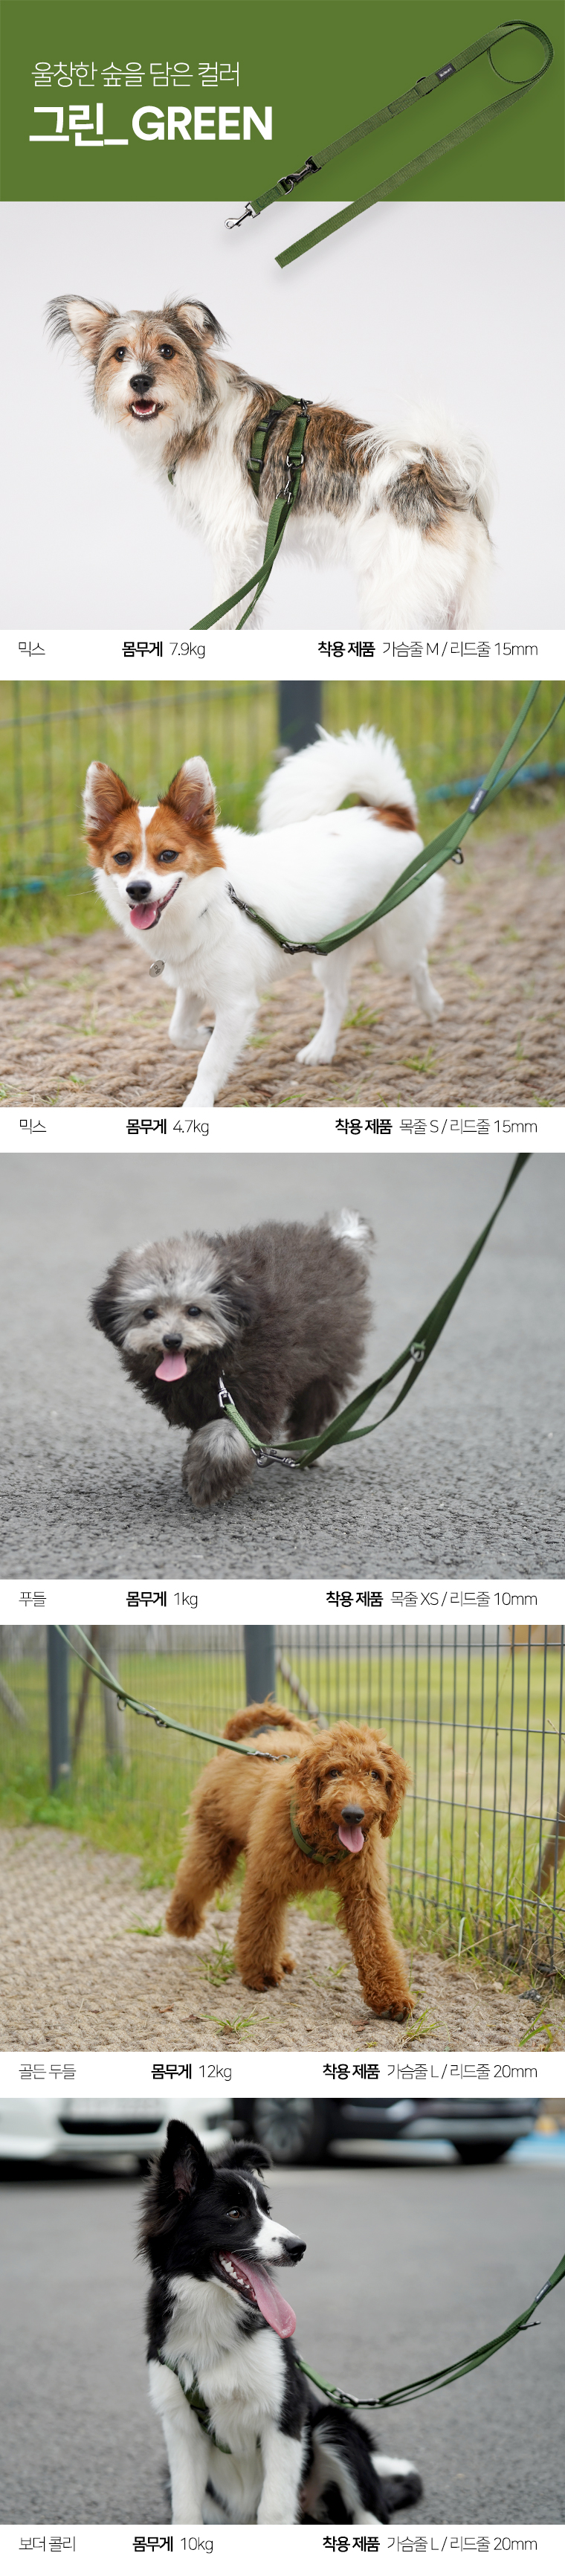 울창한 숲을 담은 컬러
그린_GREEN
믹스 몸무게 7.9kg 착용 제품 가슴줄 M / 리드줄 15mm
믹스 몸무게 4.7kg 착용 제품 목줄 S / 리드줄 15mm
푸들 몸무게 1kg 착용 제품 목줄 XS / 리드줄 10mm
골든 두들 몸무게 12kg 착용 제품 가슴줄 L / 리드줄 20mm
보더 콜리 몸무게 10kg 착용 제품 가슴줄 L / 리드줄 20mm